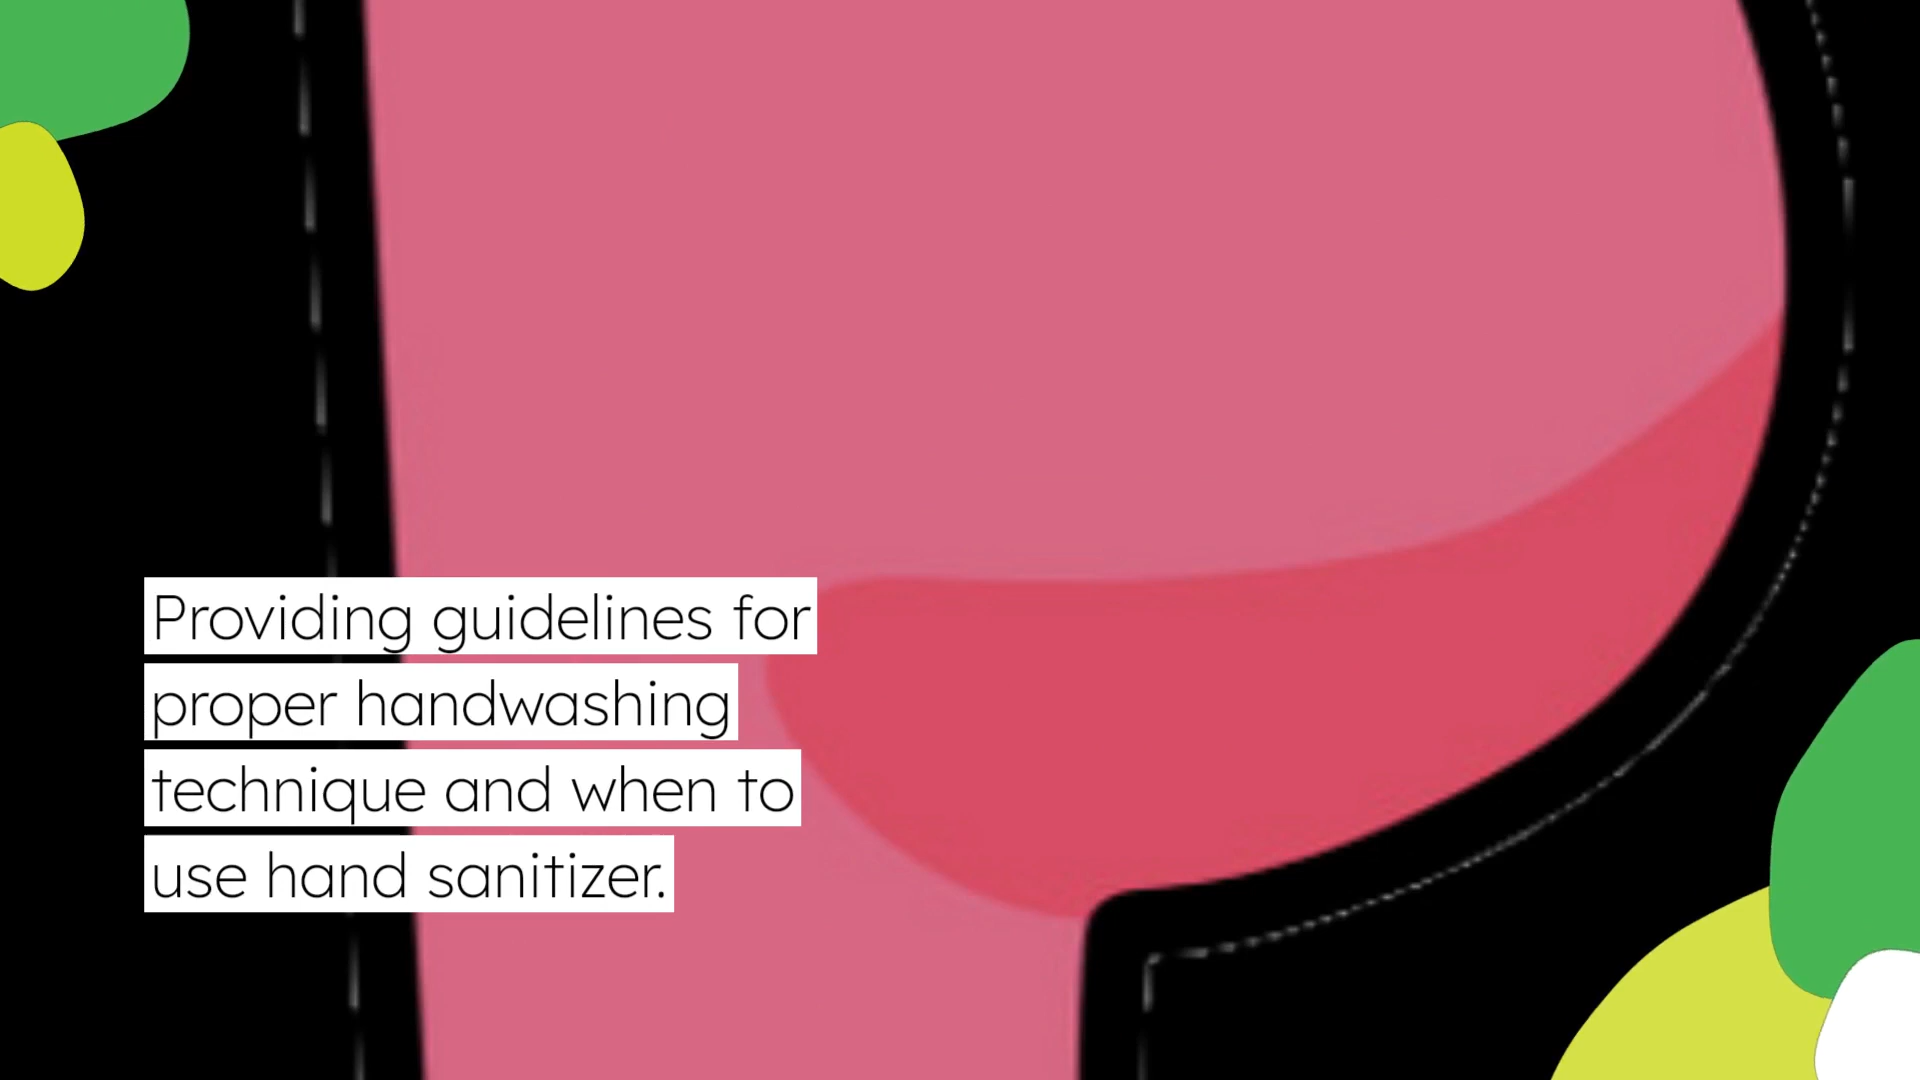 Providing guidelines for
proper handwashing
technique and when to
use hand sanitizer.